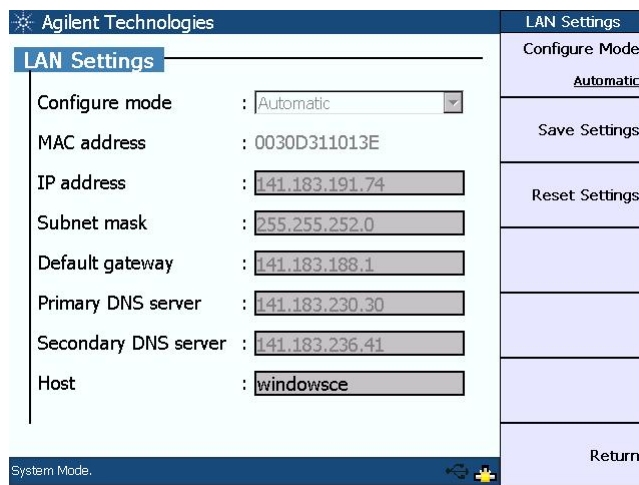 Agilent Technologies
LAN Settings
Configure mode : Automatic
MAC address : 0030D311013E
IP address : 141.183.191.74
Subnet mask : 255.255.252.0
Default gateway : 141.183.188.1
Primary DNS server : 141.183.230.30
Secondary DNS server : 141.183.236.41
Host : windowsce
System Mode.
LAN Settings
Configure Mode
Automatic
Save Settings
Reset Settings
Return